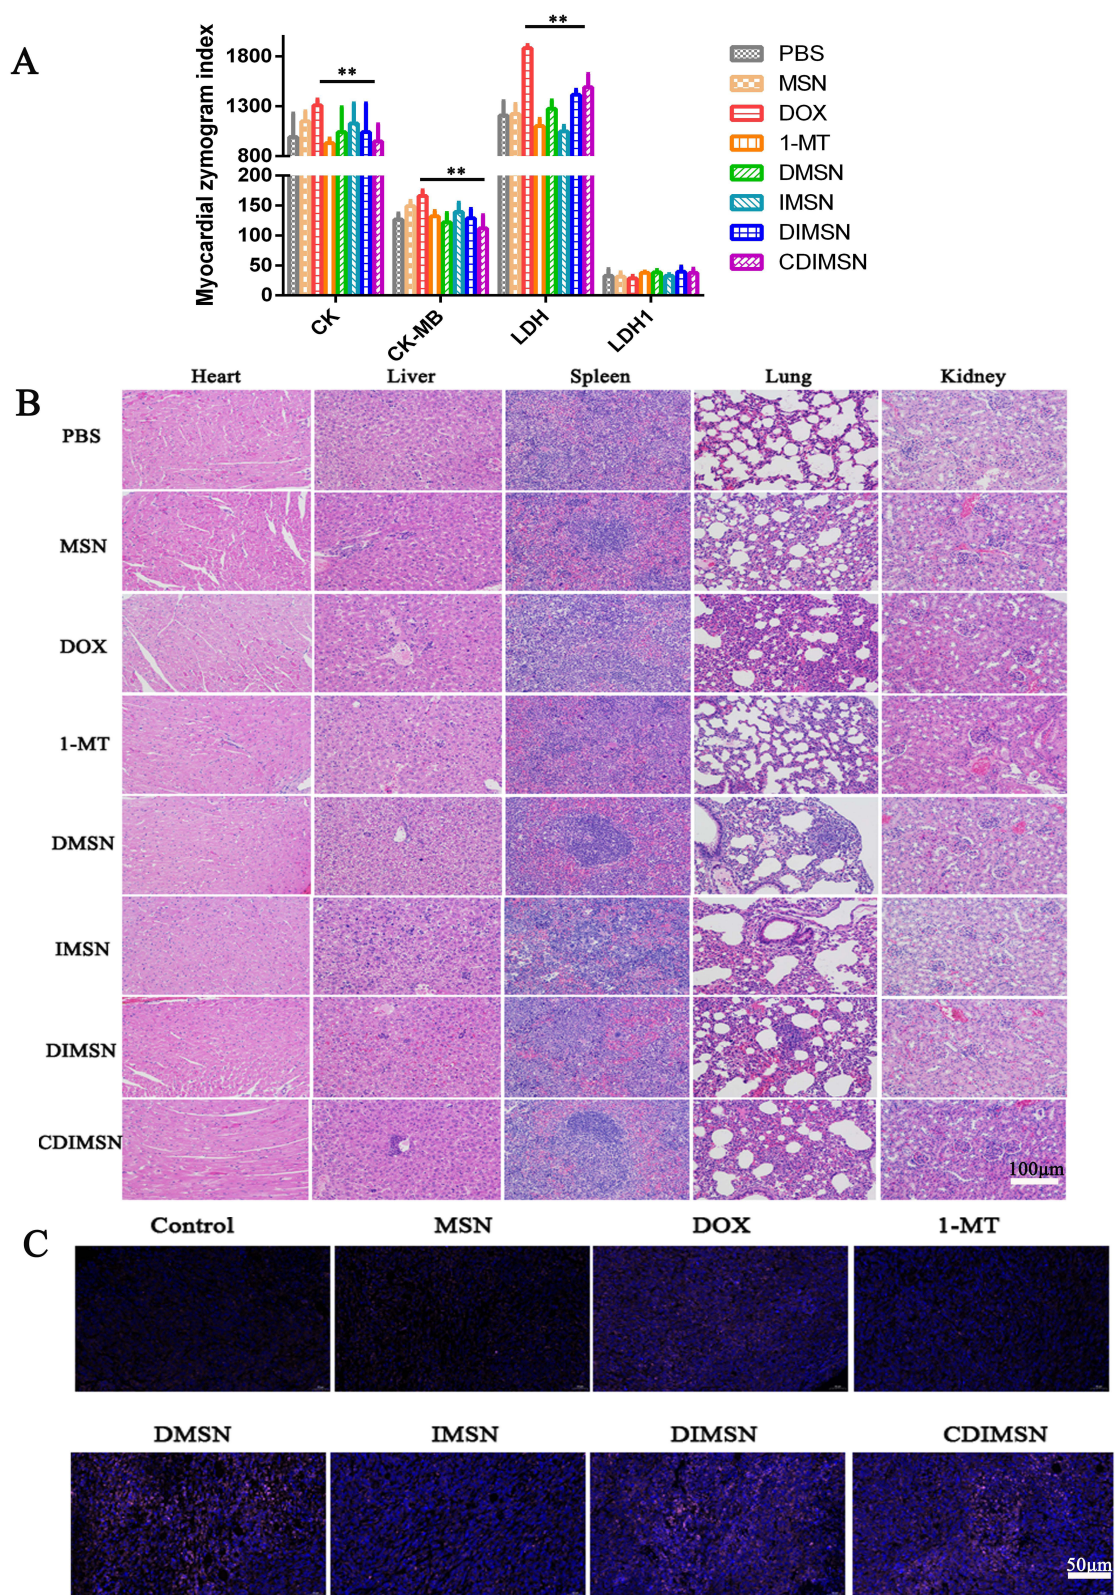 A
Myocardial zymogram index
1800
1300
800
200
150
100
50
0
**
**
**
CK
CK-MB
LDH
LDH1
PBS
MSN
DOX
1-MT
DMSN
IMSN
DIMSN
CDIMSN
B
Heart Liver Spleen Lung Kidney
PBS
MSN
DOX
1-MT
DMSN
IMSN
DIMSN
CDIMSN
100μm
C
Control MSN DOX 1-MT
DMSN IMSN DIMSN CDIMSN
50μm